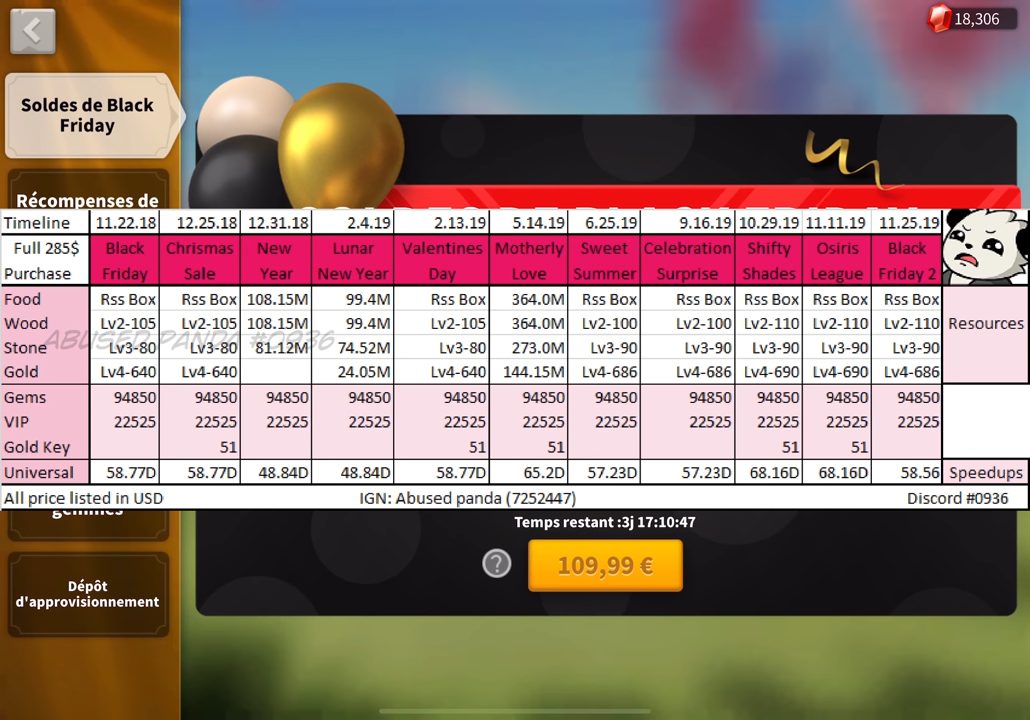 18,306
Soldes de Black
Friday
Récompenses de
Timeline 11.22.18 12.25.18 12.31.18 2.4.19 2.13.19 5.14.19 6.25.19 9.16.19 10.29.19 11.11.19 11.25.19
Full 285$ Black Chrismas New Lunar Valentines Motherly Sweet Celebration Shifty Osiris Black
Purchase Friday Sale Year New Year Day Love Summer Surprise Shades League Friday 2
Food Rss Box Rss Box 108.15M 99.4M Rss Box 364.0M Rss Box Rss Box Rss Box Rss Box Rss Box
Wood Lv2-105 Lv2-105 108.15M 99.4M Lv2-105 364.0M Lv2-100 Lv2-100 Lv2-110 Lv2-110 Lv2-110 Resources
ABUSED PANDA #0936
Stone Lv3-80 Lv3-80 81.12M 74.52M Lv3-80 273.0M Lv3-90 Lv3-90 Lv3-90 Lv3-90 Lv3-90
Gold Lv4-640 Lv4-640 24.05M Lv4-640 144.15M Lv4-686 Lv4-686 Lv4-690 Lv4-690 Lv4-686
Gems 94850 94850 94850 94850 94850 94850 94850 94850 94850 94850 94850
VIP 22525 22525 22525 22525 22525 22525 22525 22525 22525 22525 22525
Gold Key 51 51 51 51 51
Universal 58.77D 58.77D 48.84D 48.84D 58.77D 65.2D 57.23D 57.23D 68.16D 68.16D 58.56 Speedups
All price listed in USD IGN: Abused panda (7252447) Discord #0936
gemmes
Temps restant :3j 17:10:47
109,99 €
Dépôt
d'approvisionnement